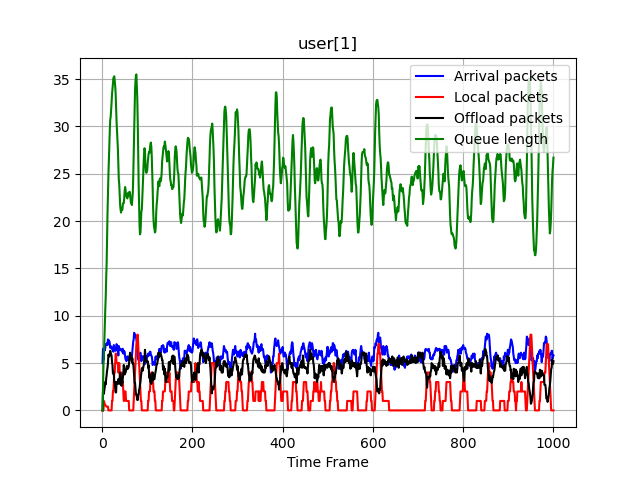 user[1]
Arrival packets
Local packets
Offload packets
Queue length
35
30
25
20
15
10
5
0
0 200 400 600 800 1000
Time Frame